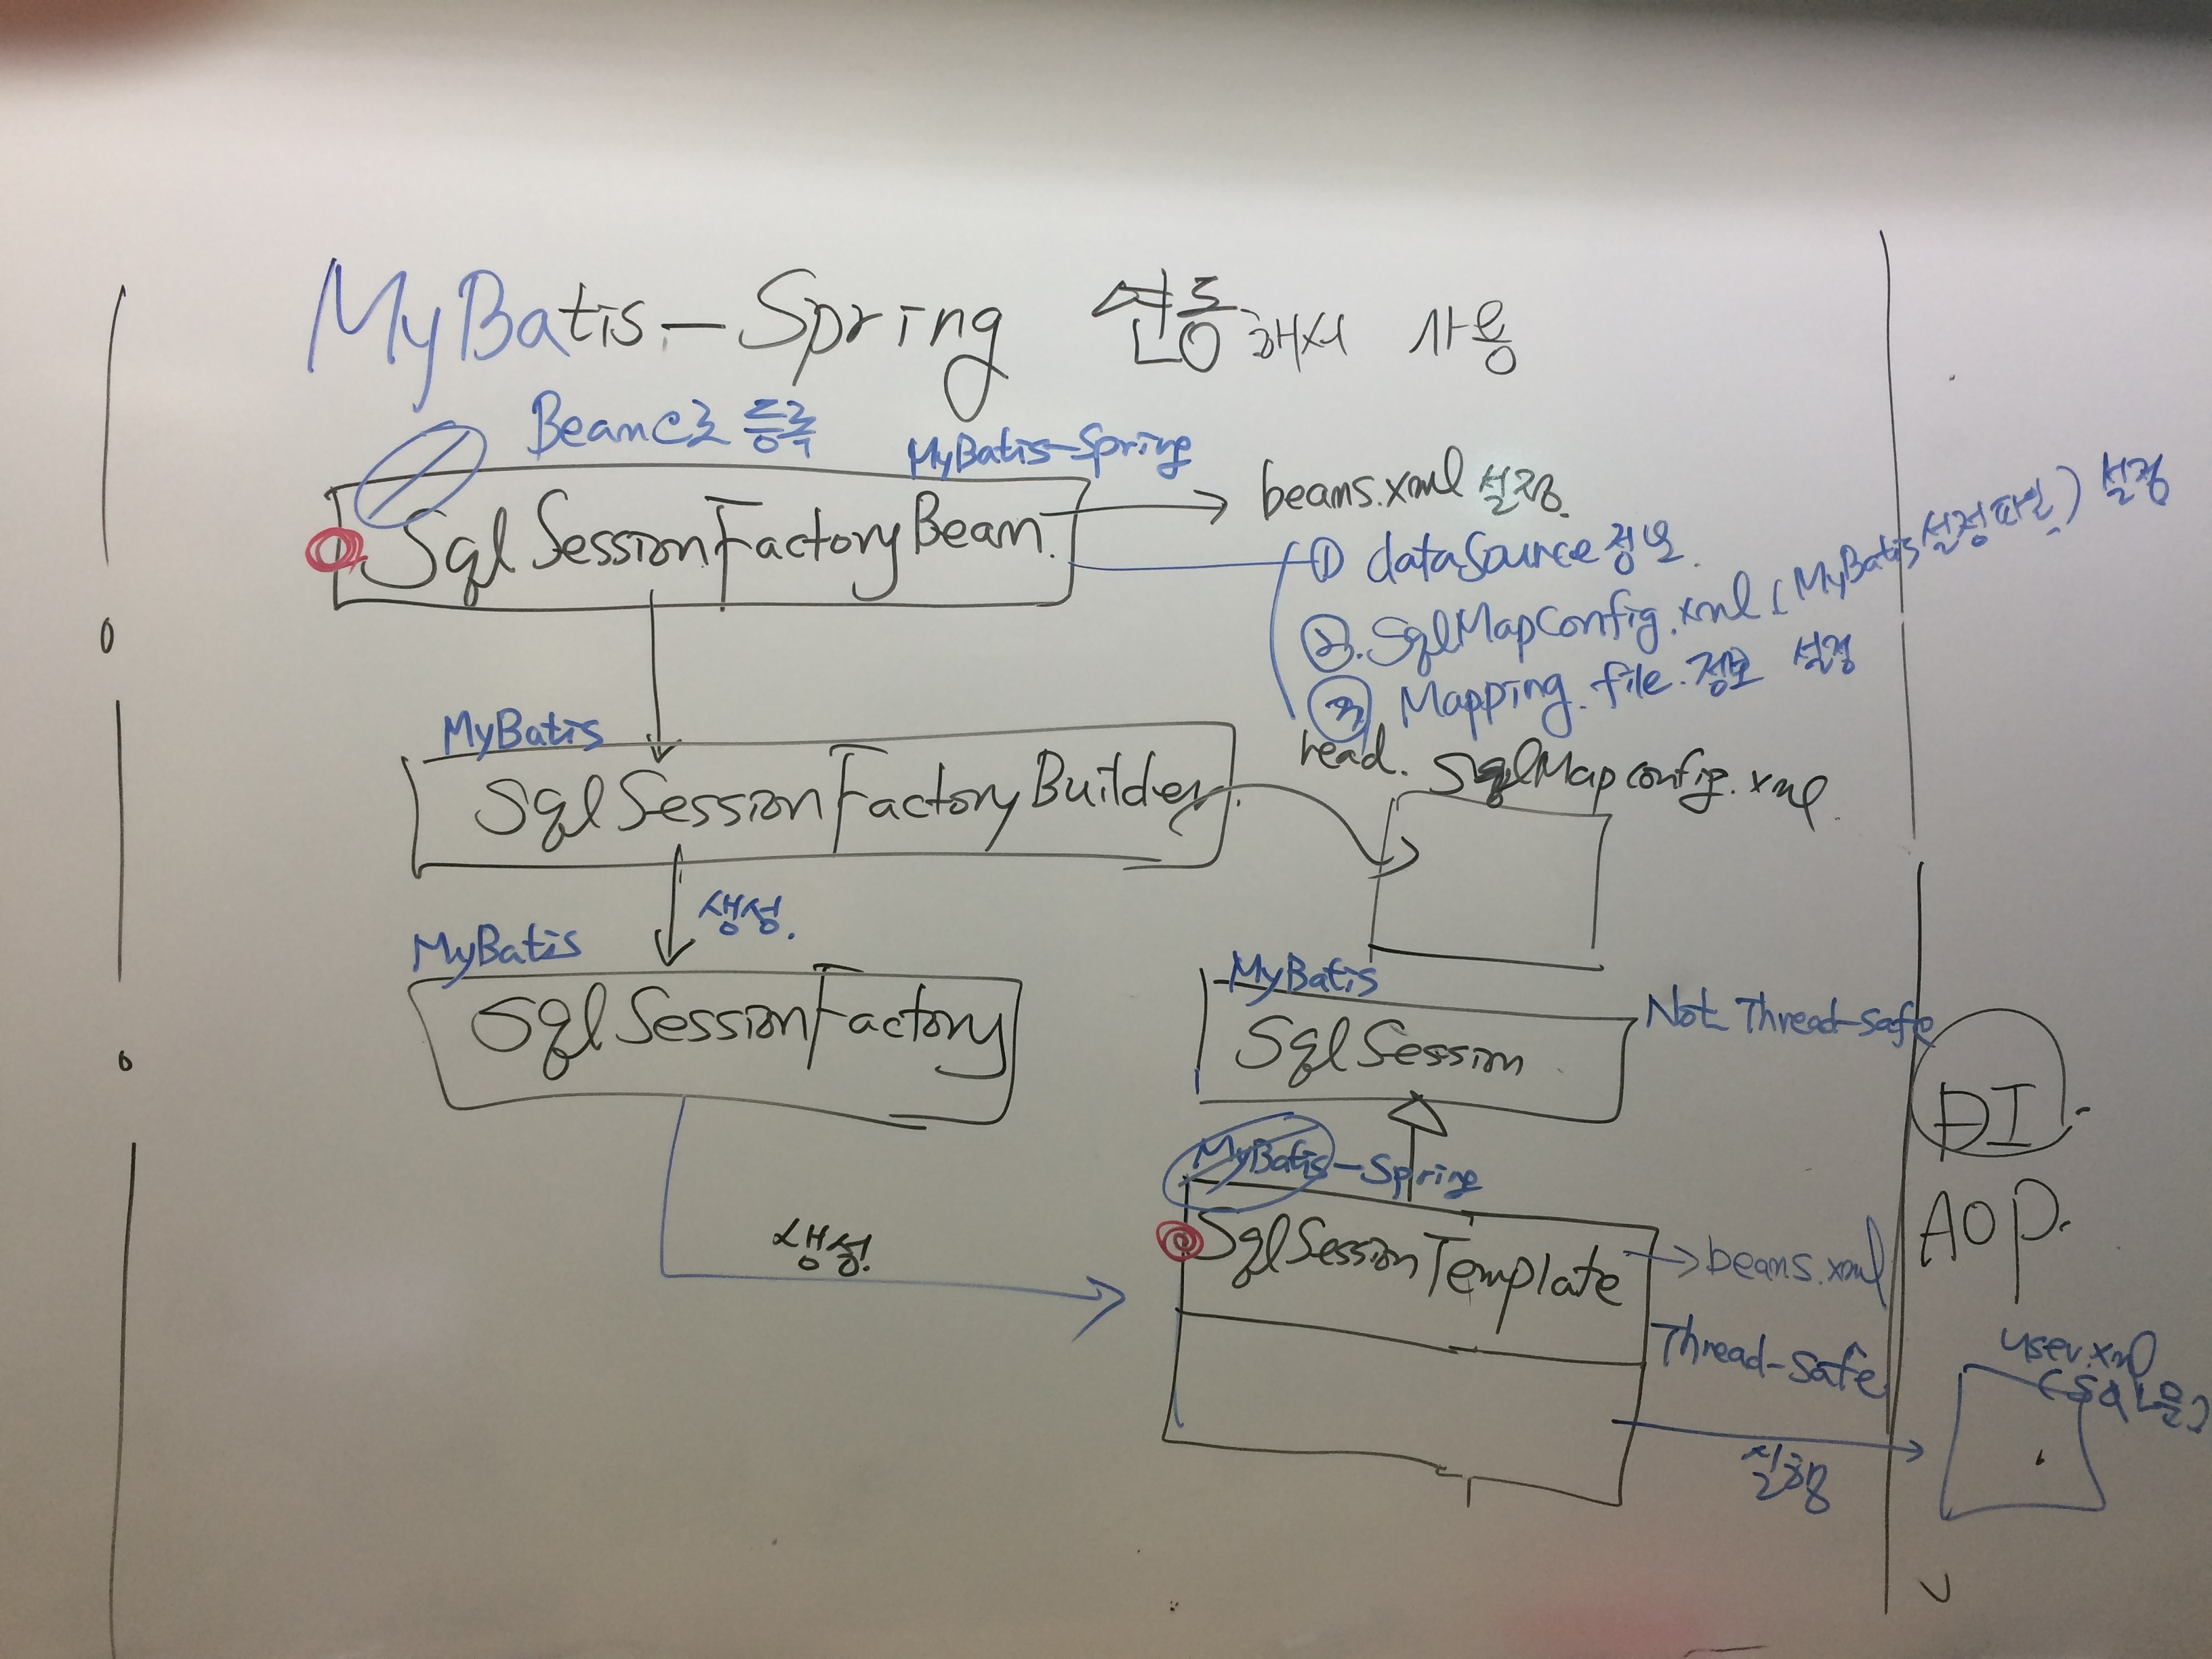 MyBatis-Spring 연동해서 사용
Bean으로 등록
MyBatis-Spring
SqlSessionFactoryBean.
beans.xml 설정.
① dataSource 정보.
②. SqlMapConfig.xml (MyBatis 설정파일) 설정
③ Mapping file. 정보 설정
MyBatis
SqlSessionFactoryBuilder
read. SqlMapConfig.xml
생성.
MyBatis
SqlSessionFactory
MyBatis
SqlSession
Not Thread-Safe
생성.
MyBatis-Spring
SqlSessionTemplate
beans.xml
Thread-Safe
실행
DI.
AOP.
user.xml
(SQL문)